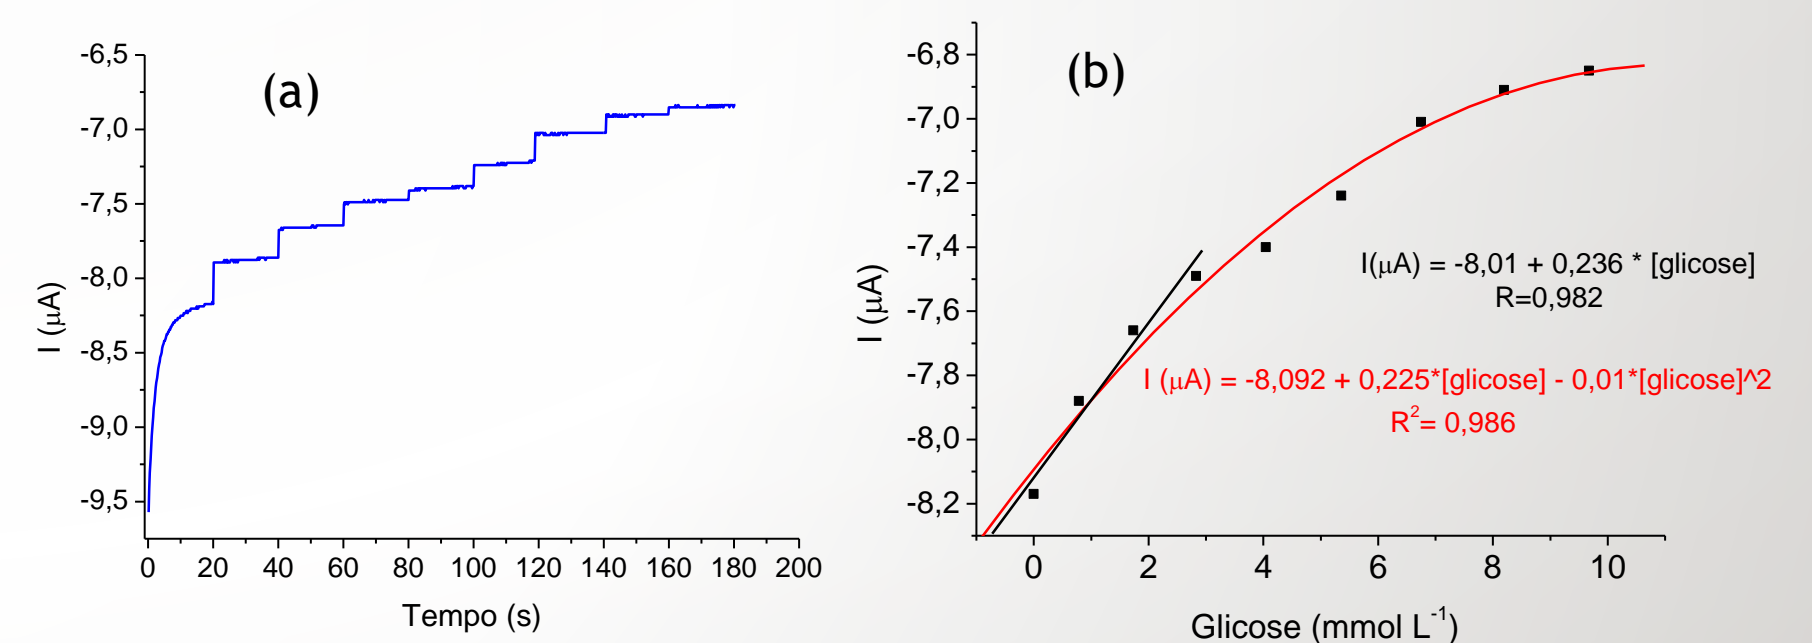 (a)
-6,5
-7,0
-7,5
-8,0
-8,5
-9,0
-9,5
I (μA)
0 20 40 60 80 100 120 140 160 180 200
Tempo (s)
(b)
-6,8
-7,0
-7,2
-7,4
-7,6
-7,8
-8,0
-8,2
I (μA)
I(μA) = -8,01 + 0,236 * [glicose]
R=0,982
I (μA) = -8,092 + 0,225*[glicose] - 0,01*[glicose]^2
R²= 0,986
0 2 4 6 8 10
Glicose (mmol L⁻¹)